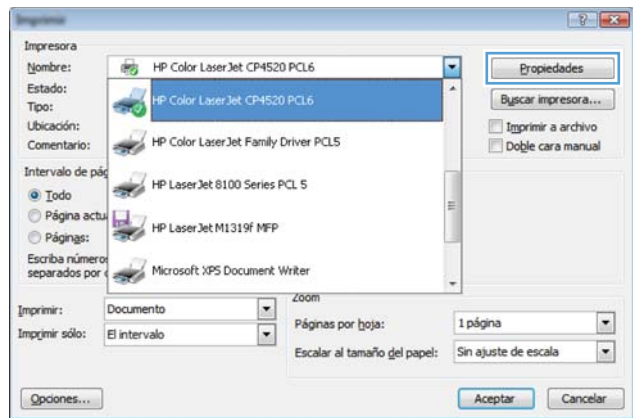 Imprimir
Impresora
Nombre: HP Color LaserJet CP4520 PCL6 Propiedades
Estado:
HP Color LaserJet CP4520 PCL6
Buscar impresora...
Tipo:
Ubicación:
Imprimir a archivo
HP Color LaserJet Family Driver PCL5
Comentario:
Doble cara manual
Intervalo de pág
HP LaserJet 8100 Series PCL 5
Todo
Página actu
HP LaserJet M1319f MFP
Páginas:
Escriba número
separados por
Microsoft XPS Document Writer
Imprimir: Documento
Zoom
Páginas por hoja: 1 página
Imprimir sólo: El intervalo
Escalar al tamaño del papel: Sin ajuste de escala
Opciones... Aceptar Cancelar